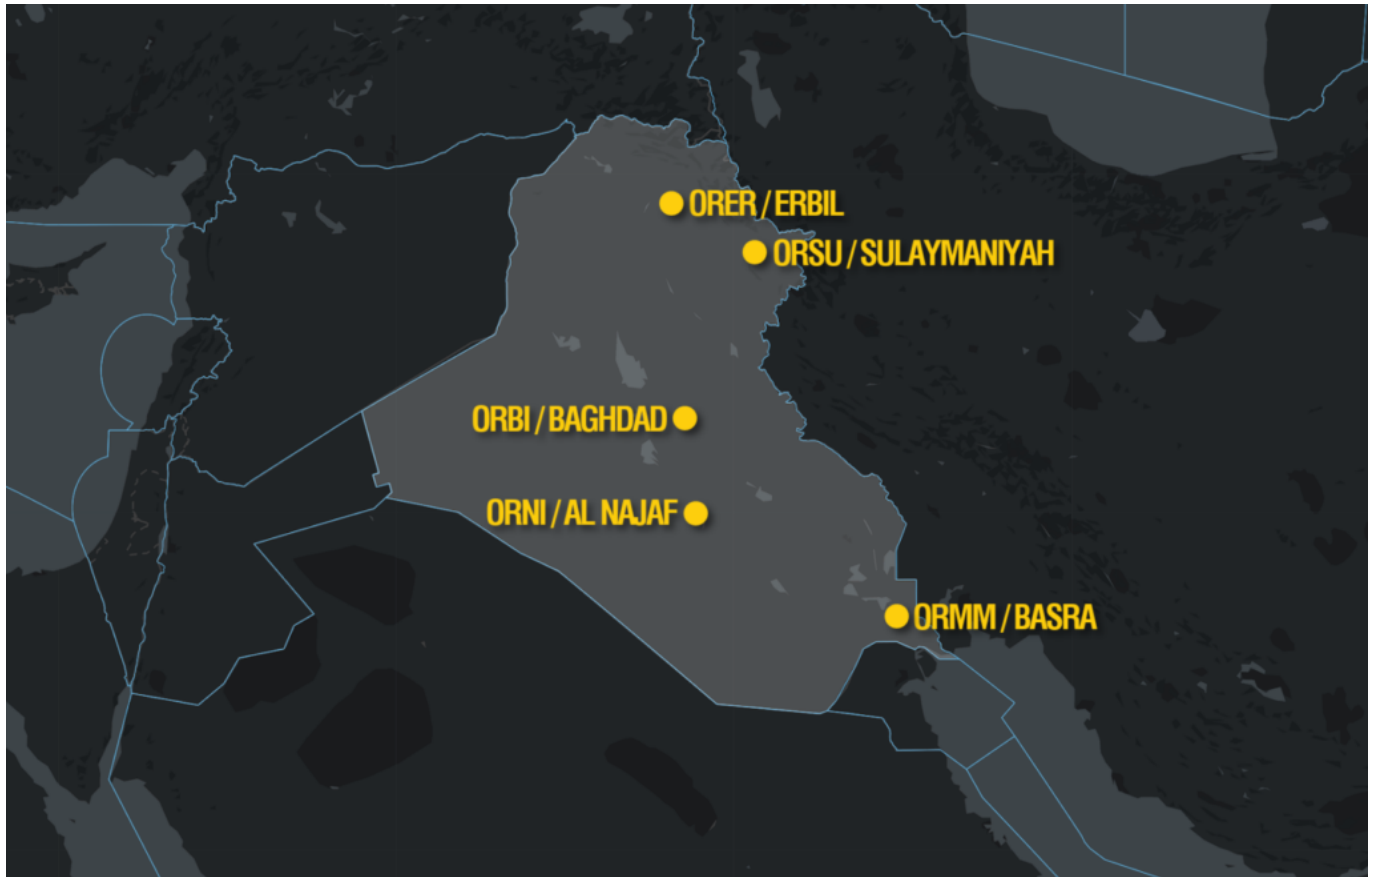 ORER / ERBIL
ORSU / SULAYMANIYAH
ORBI / BAGHDAD
ORNI / AL NAJAF
ORMM / BASRA